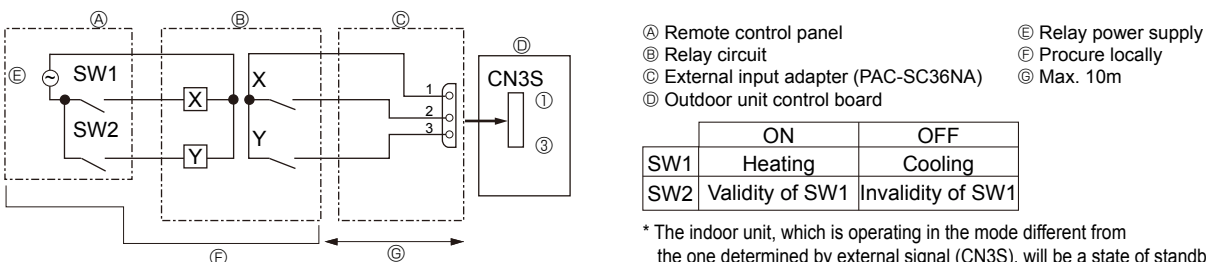 Ⓐ Ⓑ Ⓒ
Ⓓ
Ⓔ SW1 X CN3S
1 ①
X
2
SW2 Y 3 ③
Y
Ⓕ Ⓖ
Ⓐ Remote control panel
Ⓑ Relay circuit
Ⓒ External input adapter (PAC-SC36NA)
Ⓓ Outdoor unit control board
Ⓔ Relay power supply
Ⓕ Procure locally
Ⓖ Max. 10m
ON OFF
SW1 Heating Cooling
SW2 Validity of SW1 Invalidity of SW1
* The indoor unit, which is operating in the mode different from
the one determined by external signal (CN3S), will be a state of standb